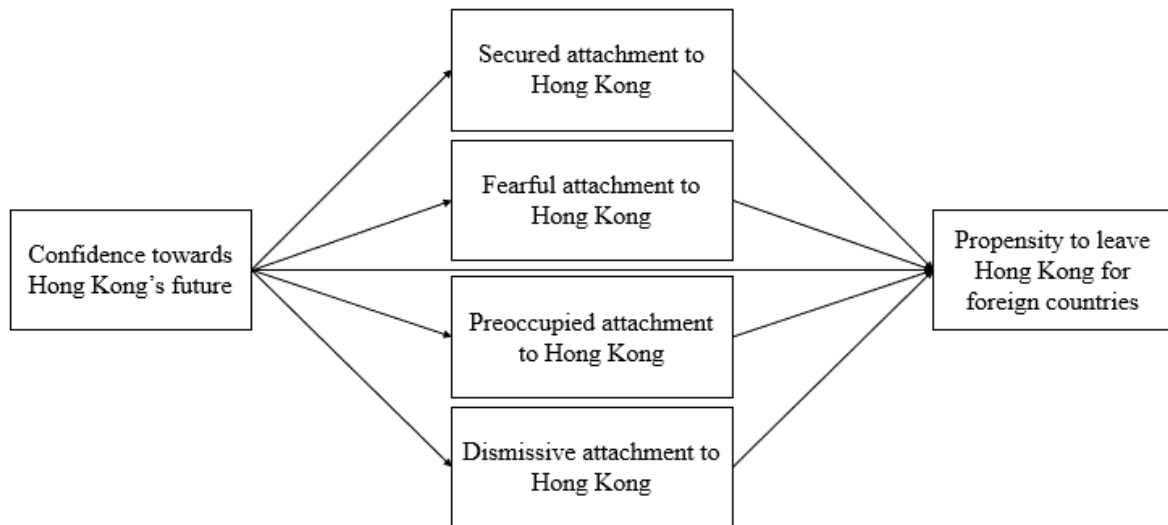 Secured attachment to
Hong Kong
Fearful attachment to
Hong Kong
Confidence towards
Hong Kong’s future
Propensity to leave
Hong Kong for
foreign countries
Preoccupied attachment
to Hong Kong
Dismissive attachment to
Hong Kong